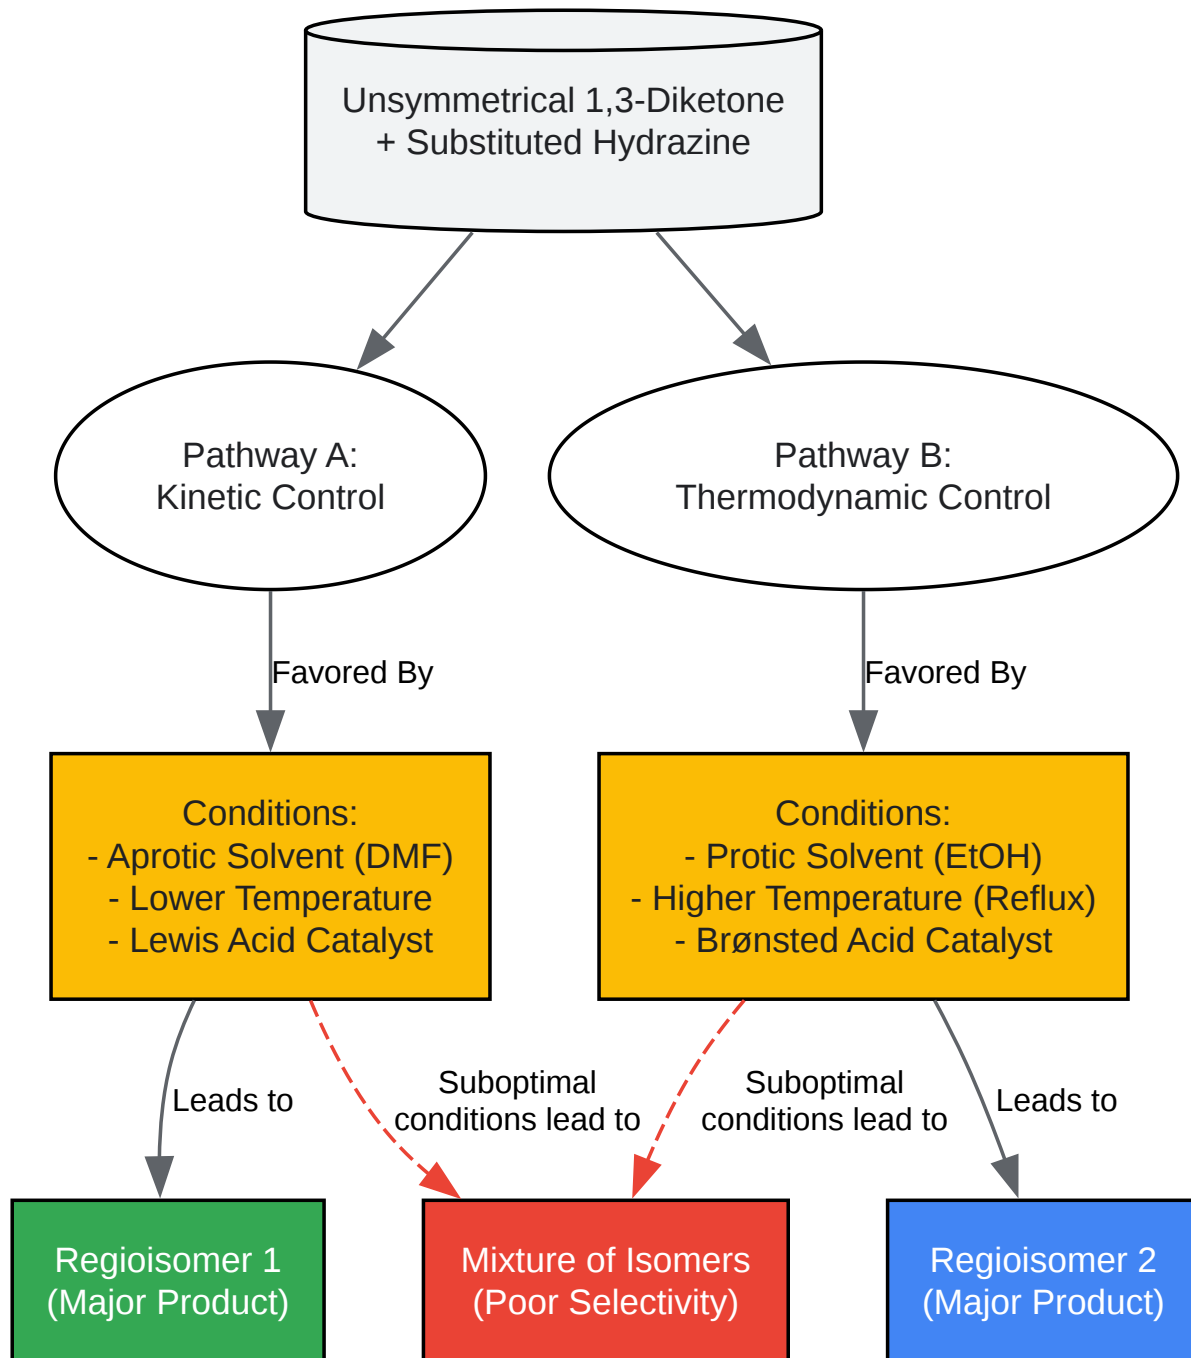 Unsymmetrical 1,3-Diketone
+ Substituted Hydrazine
Pathway A:
Kinetic Control
Pathway B:
Thermodynamic Control
Favored By
Favored By
Conditions:
- Aprotic Solvent (DMF)
- Lower Temperature
- Lewis Acid Catalyst
Conditions:
- Protic Solvent (EtOH)
- Higher Temperature (Reflux)
- Brønsted Acid Catalyst
Leads to
Suboptimal
conditions lead to
Suboptimal
conditions lead to
Leads to
Regioisomer 1
(Major Product)
Mixture of Isomers
(Poor Selectivity)
Regioisomer 2
(Major Product)